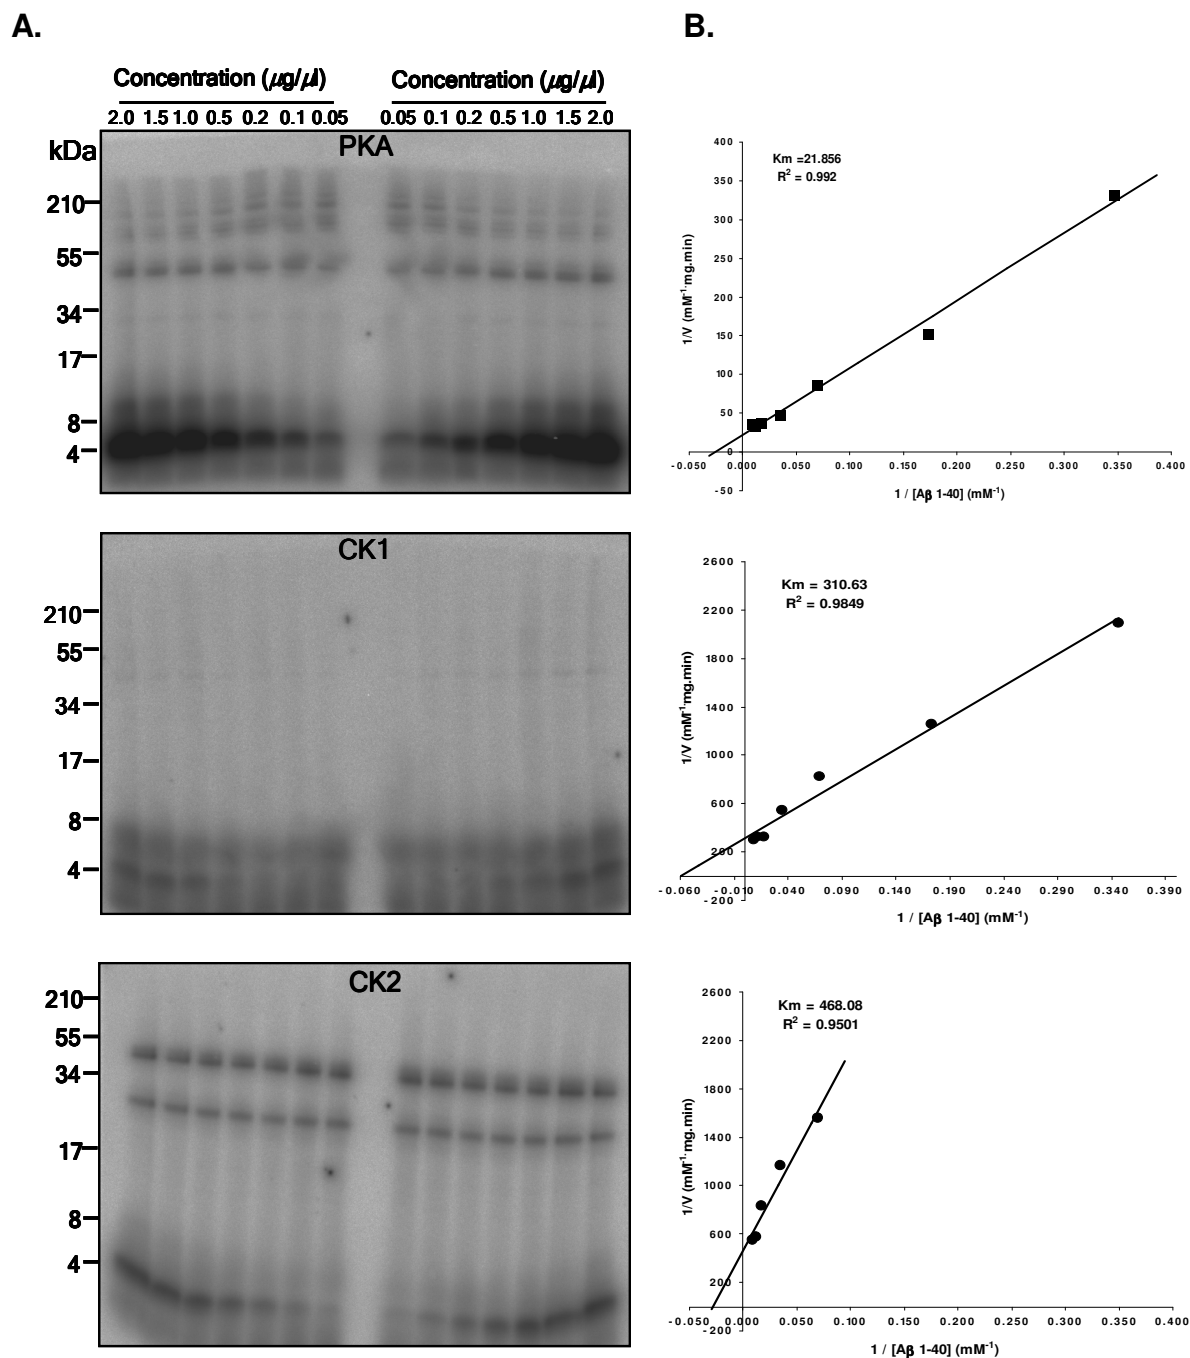 A.
B.
Concentration (µg/µl) Concentration (µg/µl)
2.0 1.5 1.0 0.5 0.2 0.1 0.05 0.05 0.1 0.2 0.5 1.0 1.5 2.0
kDa
PKA
210
55
34
17
8
4
Km =21.856
R² = 0.992
1/V (mM⁻¹·mg.min)
400
350
300
250
200
150
100
50
0
-50
-0.050 0.000 0.050 0.100 0.150 0.200 0.250 0.300 0.350 0.400
1 / [Aβ 1-40] (mM⁻¹)
CK1
210
55
34
17
8
4
Km = 310.63
R² = 0.9849
1/V (mM⁻¹·mg.min)
2600
2200
1800
1400
1000
600
200
-200
-0.060 -0.010 0.040 0.090 0.140 0.190 0.240 0.290 0.340 0.390
1 / [Aβ 1-40] (mM⁻¹)
CK2
210
55
34
17
8
4
Km = 468.08
R² = 0.9501
1/V (mM⁻¹·mg.min)
2600
2200
1800
1400
1000
600
200
-200
-0.050 0.000 0.050 0.100 0.150 0.200 0.250 0.300 0.350 0.400
1 / [Aβ 1-40] (mM⁻¹)